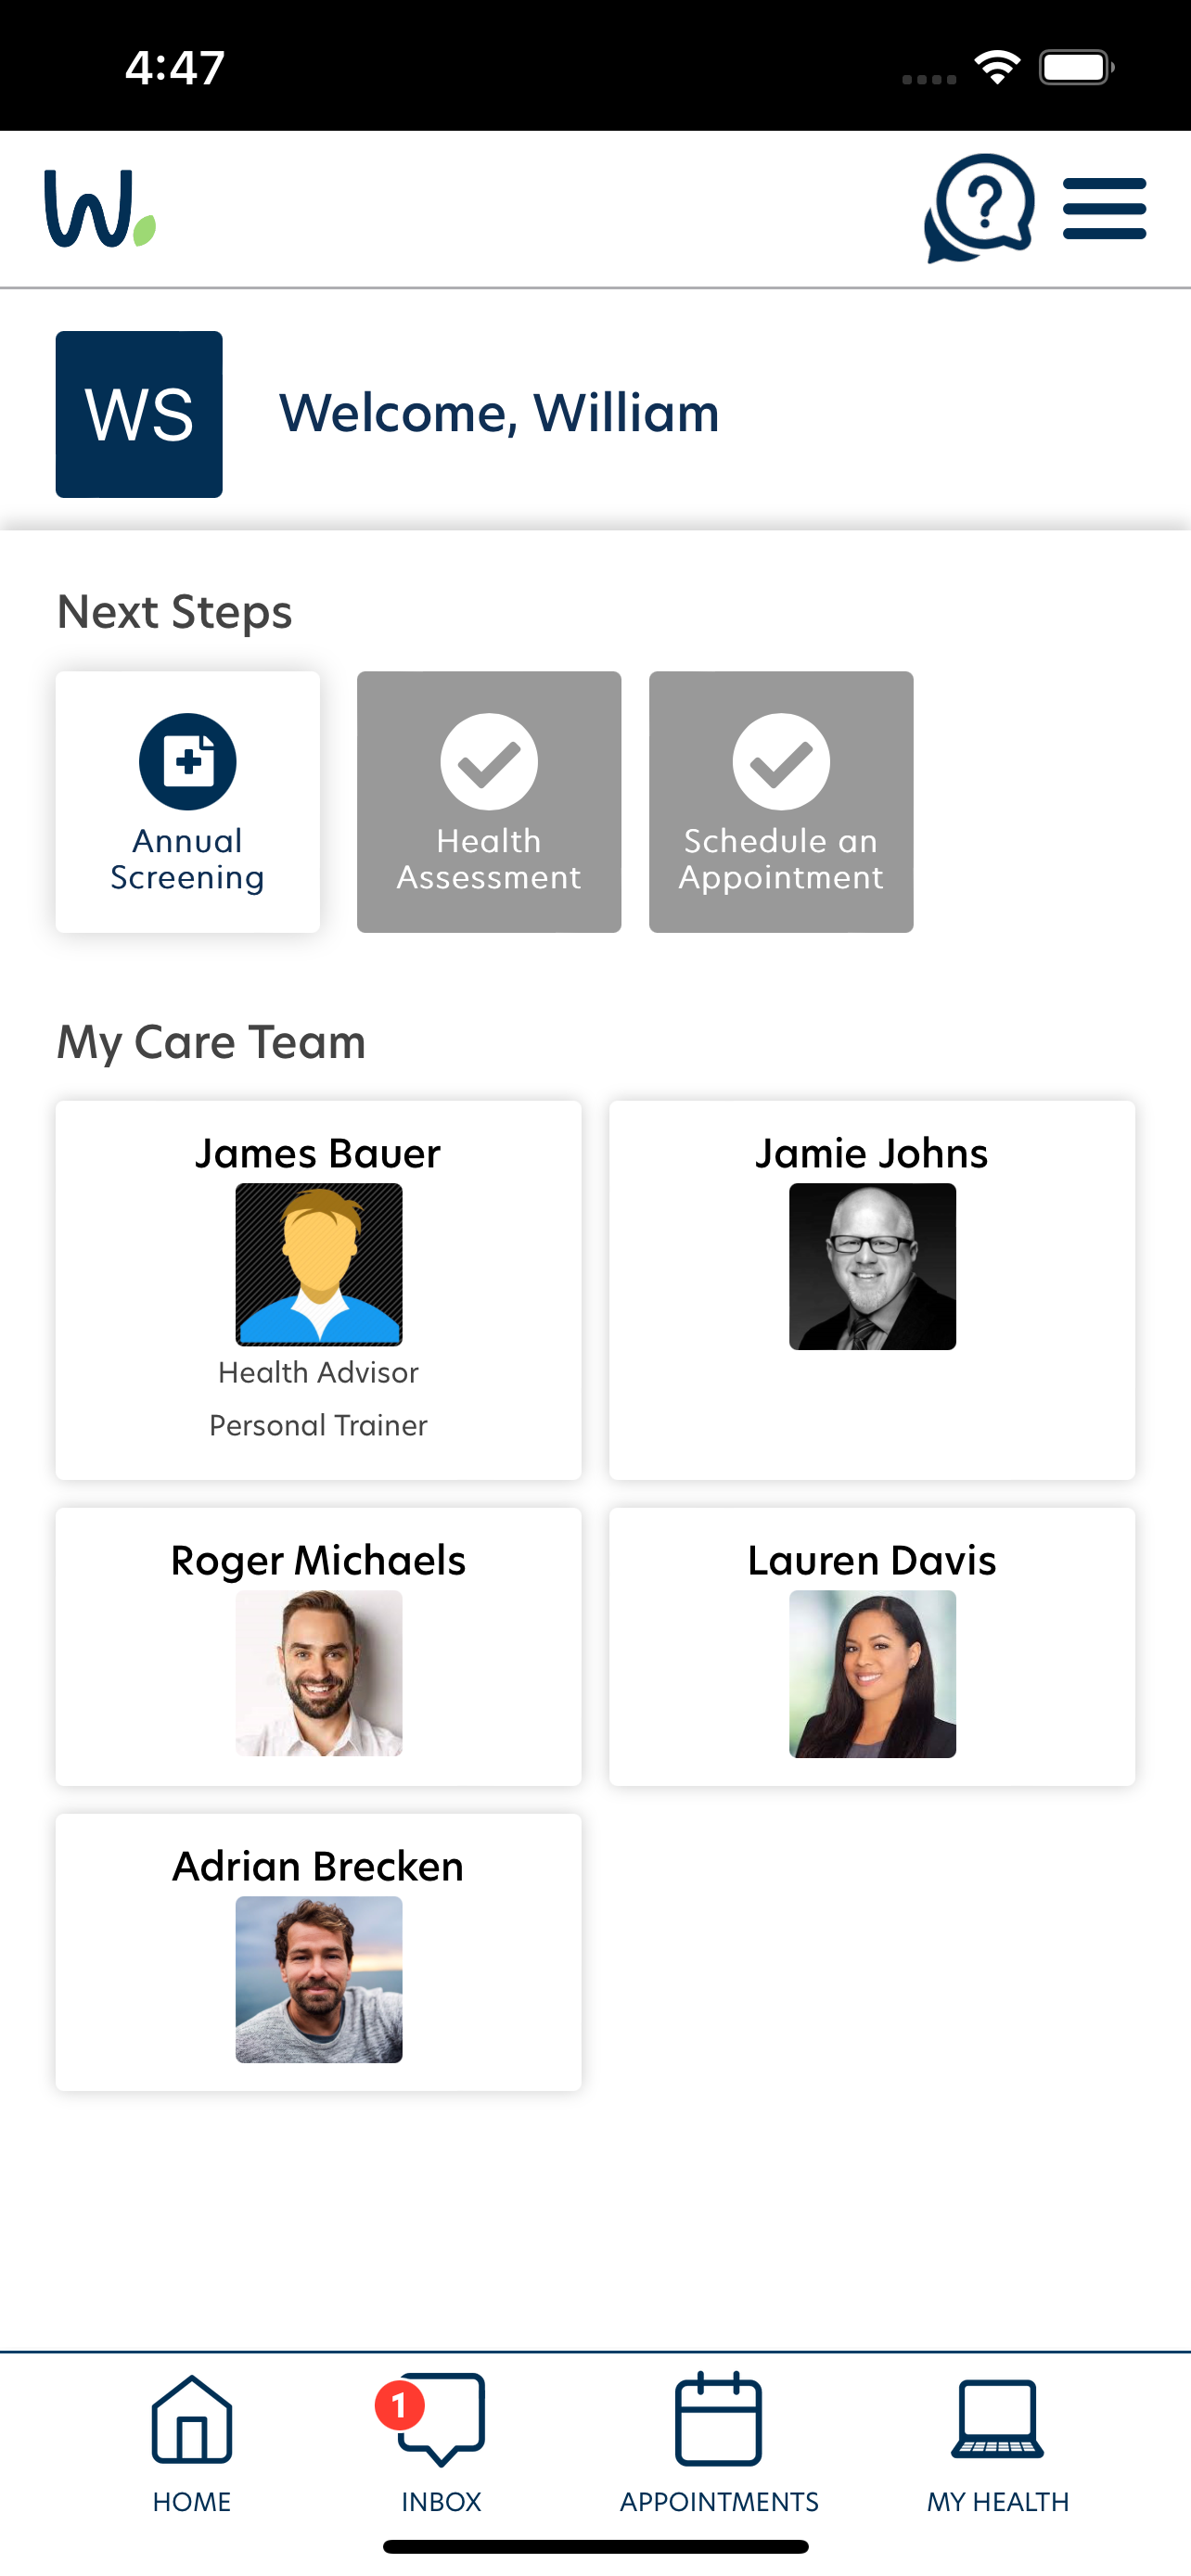 4:47
W.
WS
Welcome, William
Next Steps
Annual
Screening
Health
Assessment
Schedule an
Appointment
My Care Team
James Bauer
Health Advisor
Personal Trainer
Jamie Johns
Roger Michaels
Lauren Davis
Adrian Brecken
1
HOME
INBOX
APPOINTMENTS
MY HEALTH